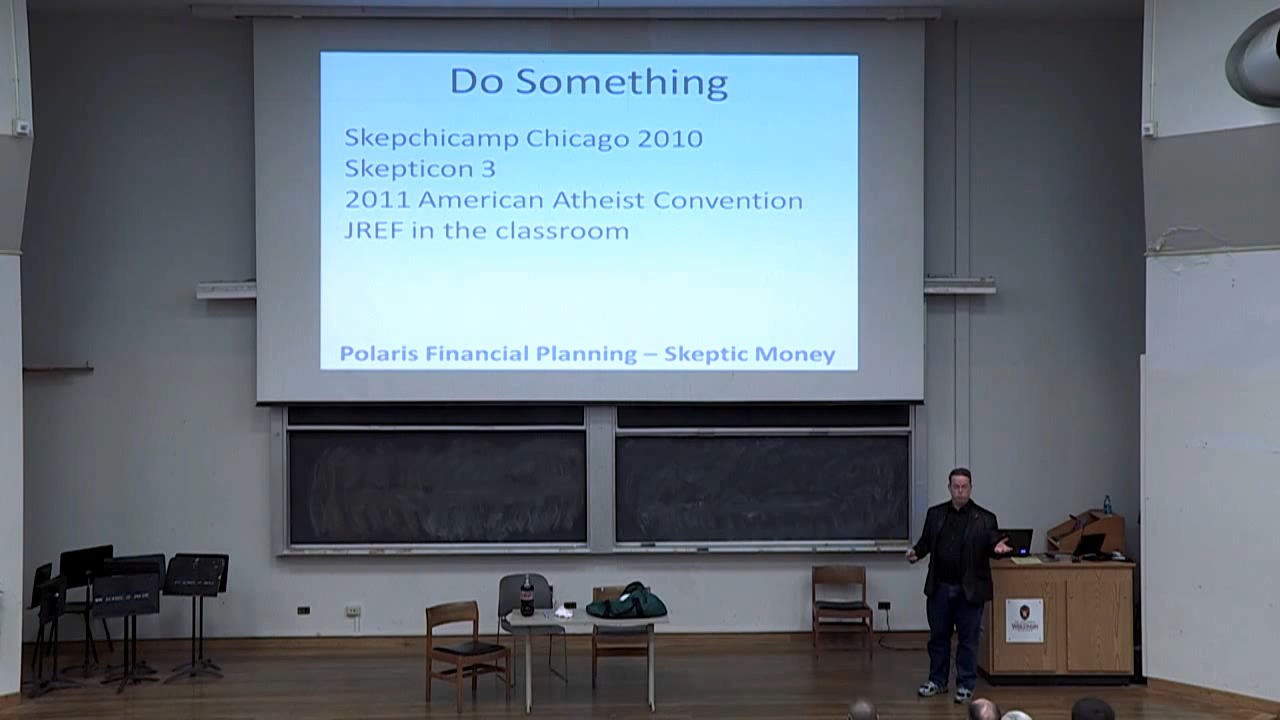 Do Something
Skepchicamp Chicago 2010
Skepticon 3
2011 American Atheist Convention
JREF in the classroom
Polaris Financial Planning – Skeptic Money
WISCONSIN